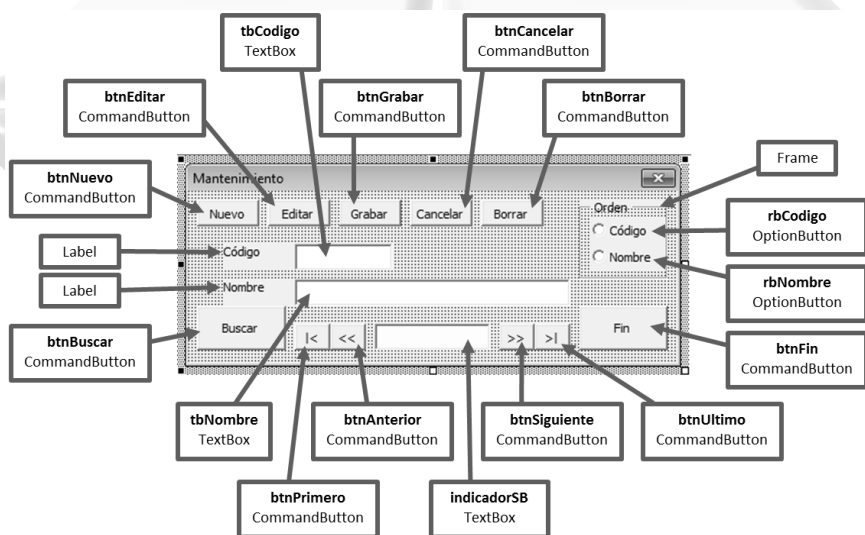 tbCodigo
TextBox
btnCancelar
CommandButton
btnEditar
CommandButton
btnGrabar
CommandButton
btnBorrar
CommandButton
btnNuevo
CommandButton
Mantenimiento
Frame
Nuevo
Editar
Grabar
Cancelar
Borrar
Orden
Código
Nombre
rbCodigo
OptionButton
Label
Código
Label
Nombre
rbNombre
OptionButton
btnBuscar
CommandButton
Buscar
|<
<<
>>
>|
Fin
btnFin
CommandButton
tbNombre
TextBox
btnAnterior
CommandButton
btnSiguiente
CommandButton
btnUltimo
CommandButton
btnPrimero
CommandButton
indicadorSB
TextBox